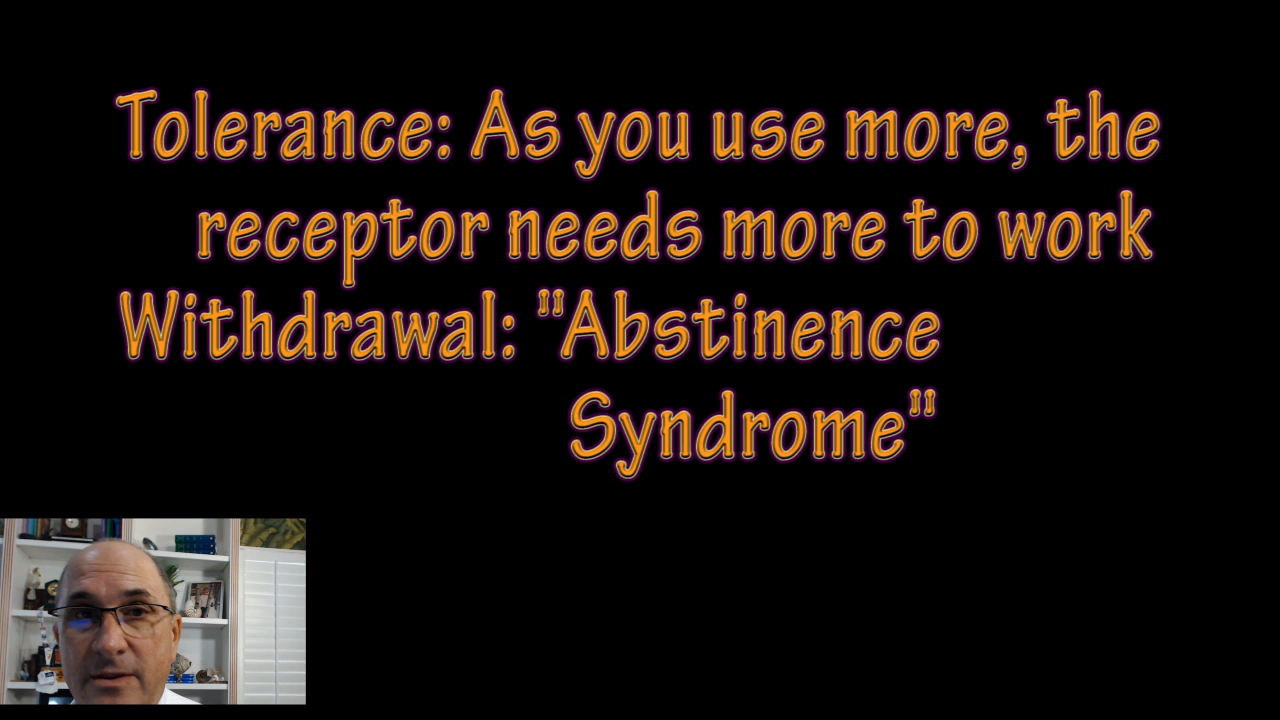 Tolerance: As you use more, the
receptor needs more to work
Withdrawal: "Abstinence
Syndrome"